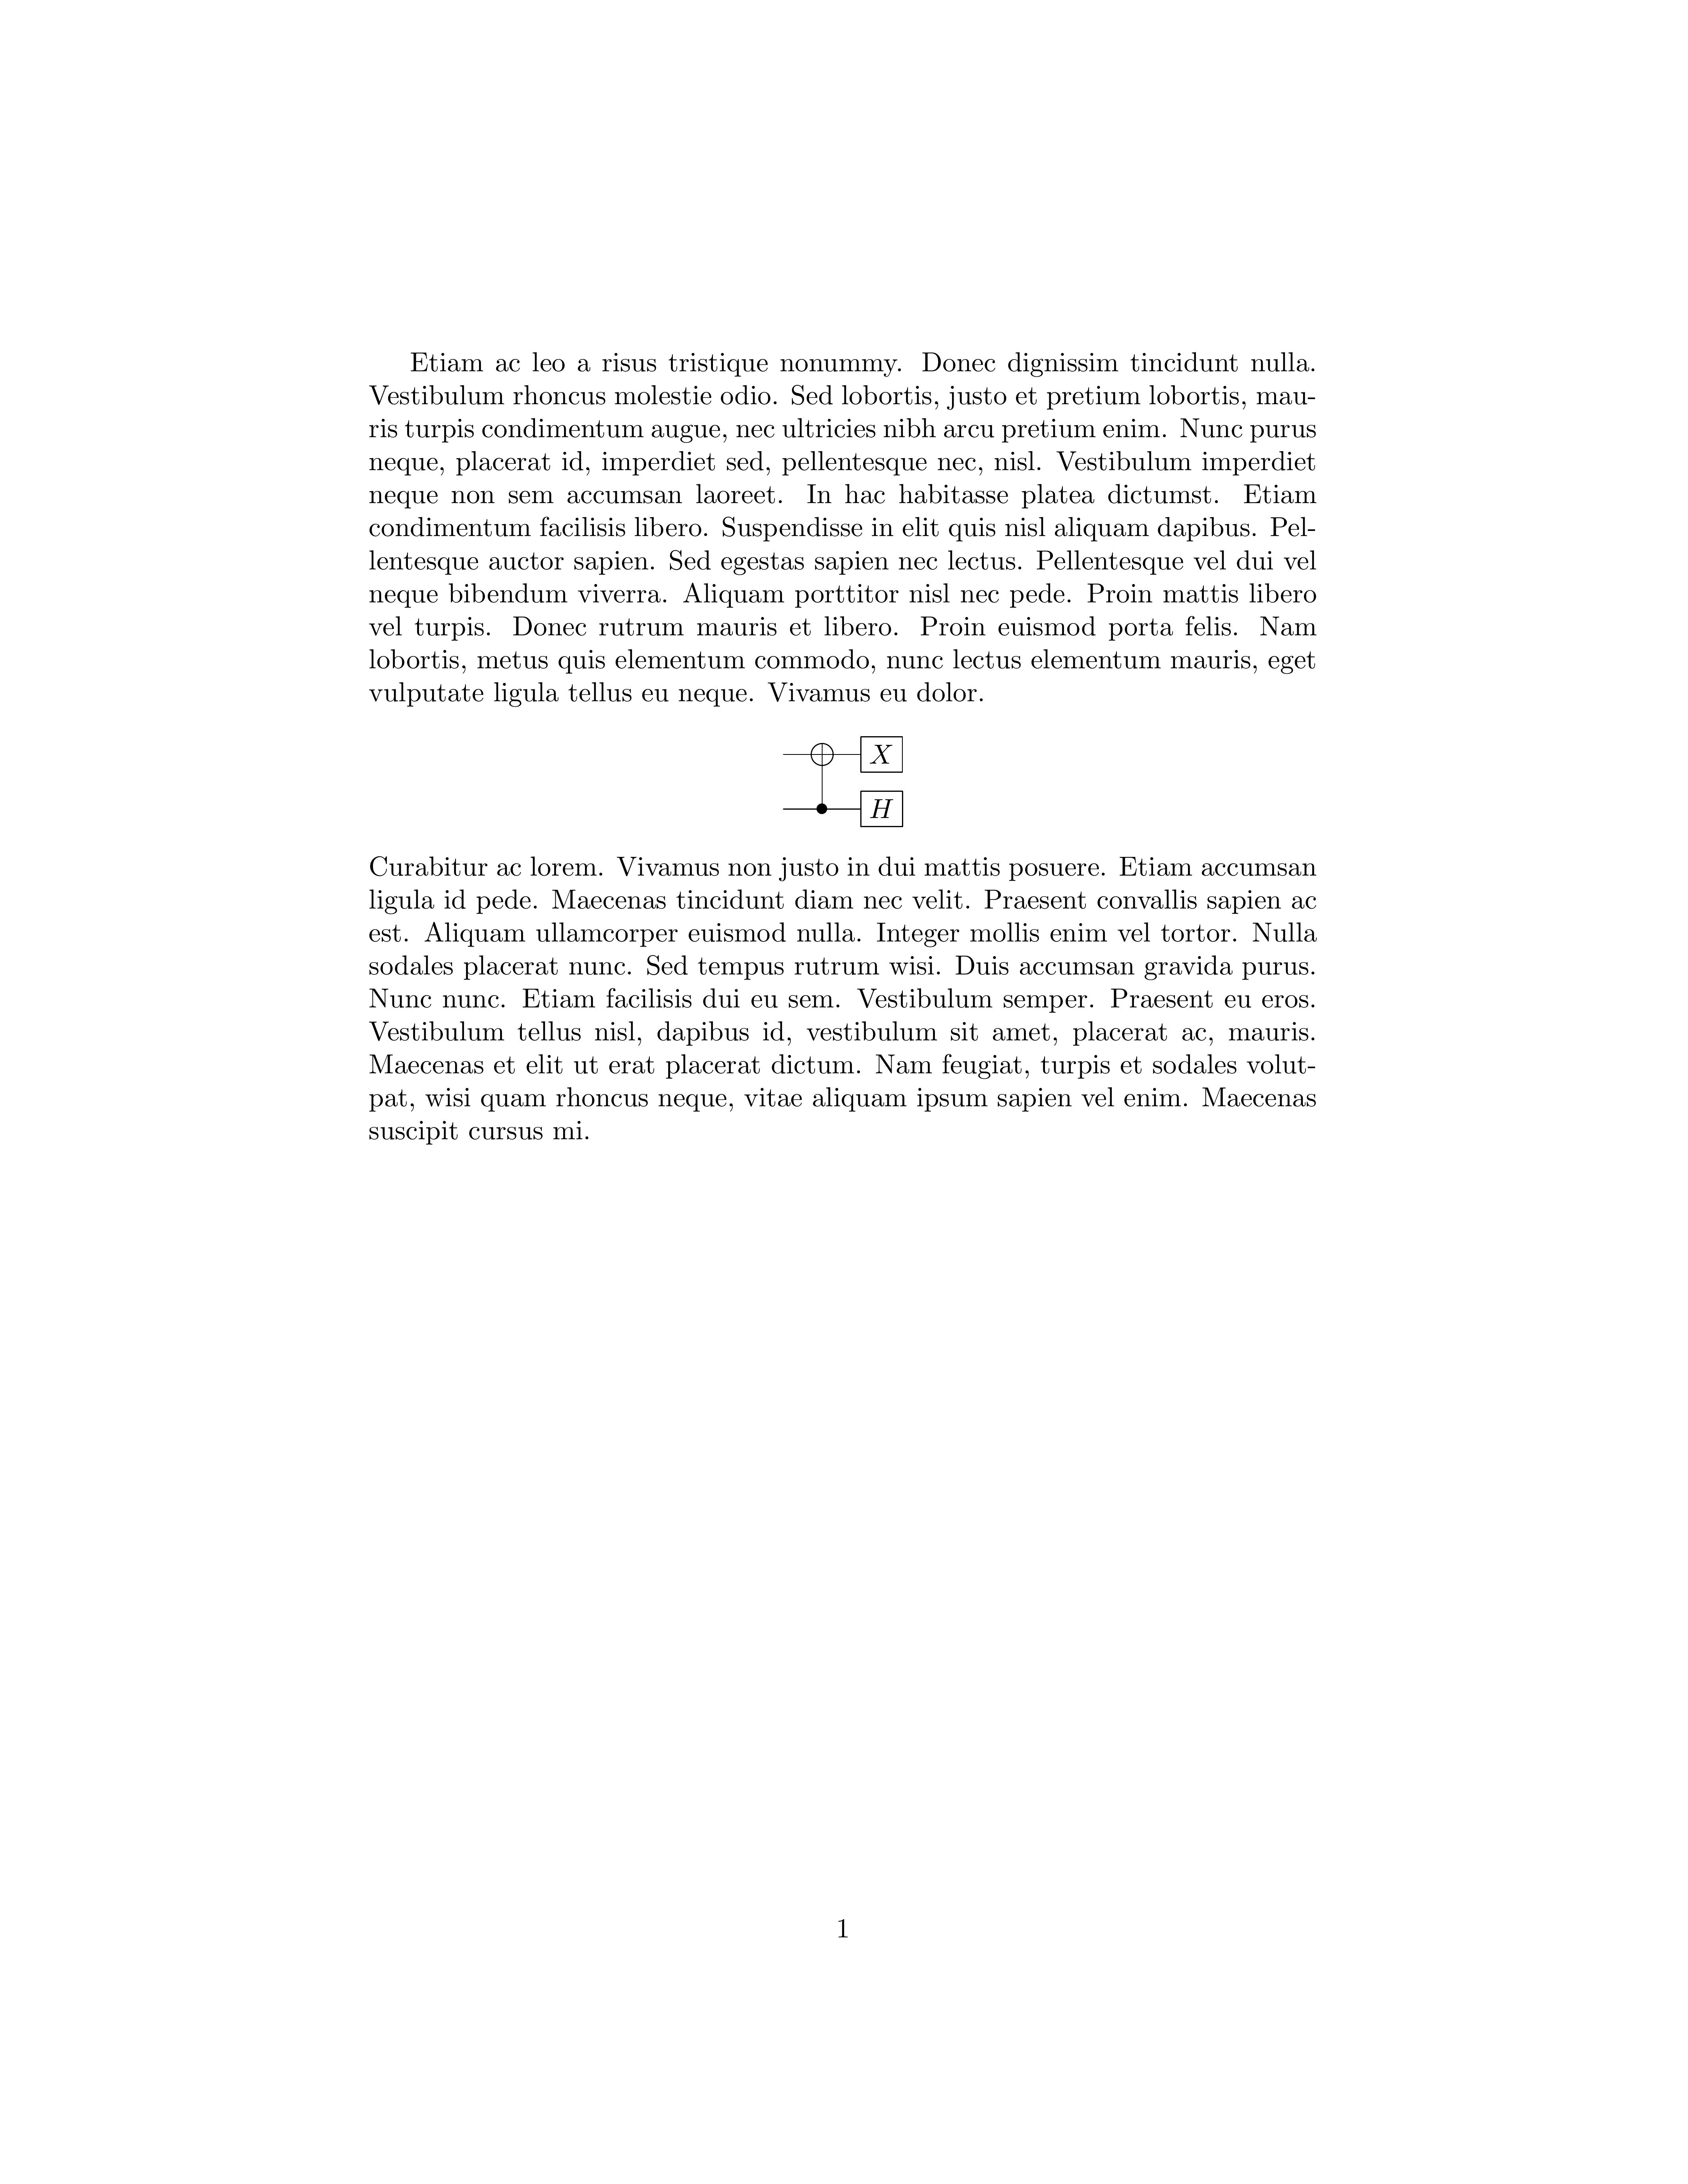 Etiam ac leo a risus tristique nonummy. Donec dignissim tincidunt nulla.
Vestibulum rhoncus molestie odio. Sed lobortis, justo et pretium lobortis, mau-
ris turpis condimentum augue, nec ultricies nibh arcu pretium enim. Nunc purus
neque, placerat id, imperdiet sed, pellentesque nec, nisl. Vestibulum imperdiet
neque non sem accumsan laoreet. In hac habitasse platea dictumst. Etiam
condimentum facilisis libero. Suspendisse in elit quis nisl aliquam dapibus. Pel-
lentesque auctor sapien. Sed egestas sapien nec lectus. Pellentesque vel dui vel
neque bibendum viverra. Aliquam porttitor nisl nec pede. Proin mattis libero
vel turpis. Donec rutrum mauris et libero. Proin euismod porta felis. Nam
lobortis, metus quis elementum commodo, nunc lectus elementum mauris, eget
vulputate ligula tellus eu neque. Vivamus eu dolor.
X
H
Curabitur ac lorem. Vivamus non justo in dui mattis posuere. Etiam accumsan
ligula id pede. Maecenas tincidunt diam nec velit. Praesent convallis sapien ac
est. Aliquam ullamcorper euismod nulla. Integer mollis enim vel tortor. Nulla
sodales placerat nunc. Sed tempus rutrum wisi. Duis accumsan gravida purus.
Nunc nunc. Etiam facilisis dui eu sem. Vestibulum semper. Praesent eu eros.
Vestibulum tellus nisl, dapibus id, vestibulum sit amet, placerat ac, mauris.
Maecenas et elit ut erat placerat dictum. Nam feugiat, turpis et sodales volut-
pat, wisi quam rhoncus neque, vitae aliquam ipsum sapien vel enim. Maecenas
suscipit cursus mi.
1